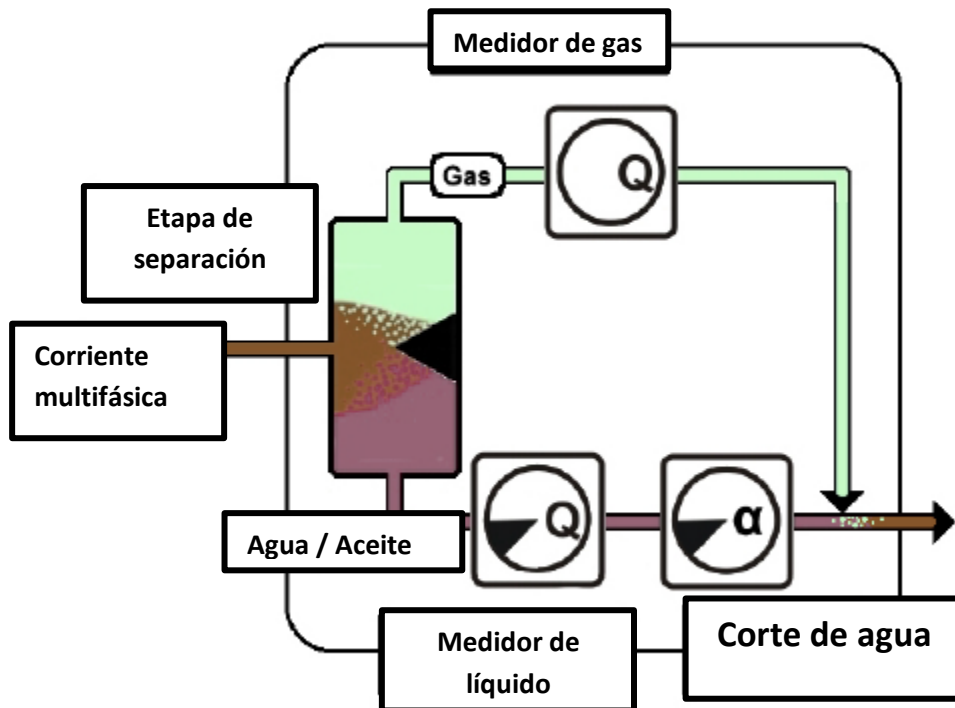 Medidor de gas
Gas
Q
Etapa de
separación
Corriente
multifásica
Agua / Aceite
Q
α
Medidor de
líquido
Corte de agua